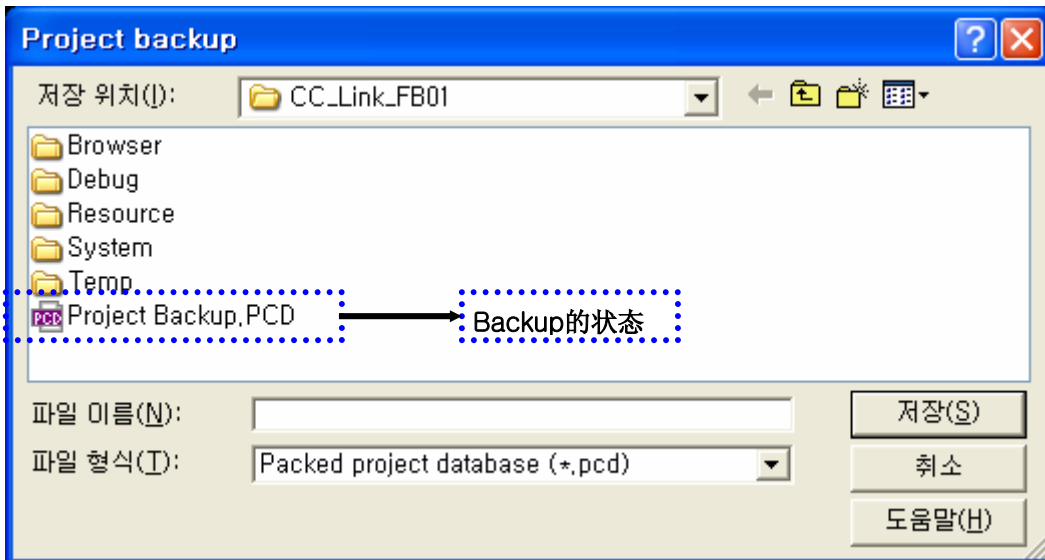 Project backup
저장 위치(I):
CC_Link_FB01
Browser
Debug
Resource
System
Temp
PCD Project Backup.PCD
Backup的状态
파일 이름(N):
저장(S)
파일 형식(T):
Packed project database (*.pcd)
취소
도움말(H)